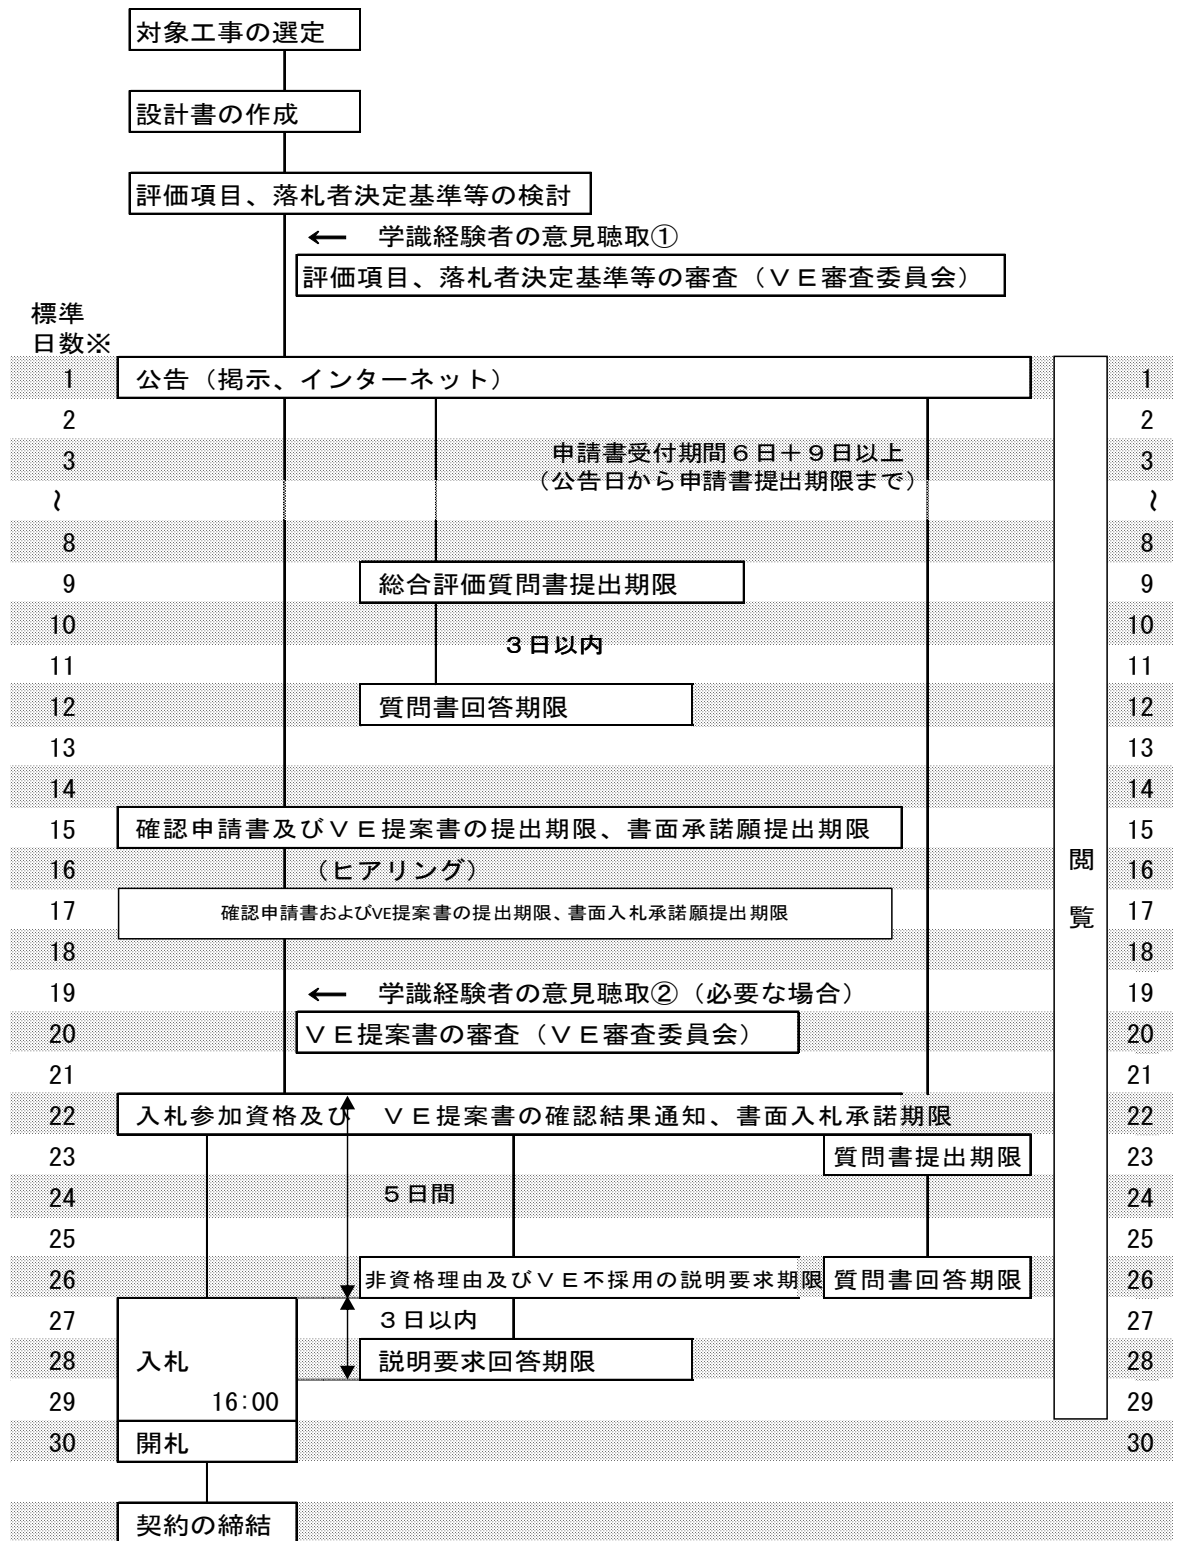 対象工事の選定
設計書の作成
評価項目、落札者決定基準等の検討
← 学識経験者の意見聴取①
評価項目、落札者決定基準等の審査（ＶＥ審査委員会）
標準
日数※
1 公告（掲示、インターネット） 1
2 2
3 申請書受付期間６日＋９日以上 3
（公告日から申請書提出期限まで）
~ ~
8 8
9 総合評価質問書提出期限 9
10 10
３日以内
11 11
12 質問書回答期限 12
13 13
14 14
15 確認申請書及びＶＥ提案書の提出期限、書面承諾願提出期限 15
16 （ヒアリング） 16
閲覧
17 確認申請書およびVE提案書の提出期限、書面入札承諾願提出期限 17
18 18
19 ← 学識経験者の意見聴取②（必要な場合） 19
20 ＶＥ提案書の審査（ＶＥ審査委員会） 20
21 21
22 入札参加資格及び ＶＥ提案書の確認結果通知、書面入札承諾期限 22
23 質問書提出期限 23
24 ５日間 24
25 25
26 非資格理由及びＶＥ不採用の説明要求期限 質問書回答期限 26
27 ３日以内 27
28 入札 説明要求回答期限 28
29 16:00 29
30 開札 30
契約の締結